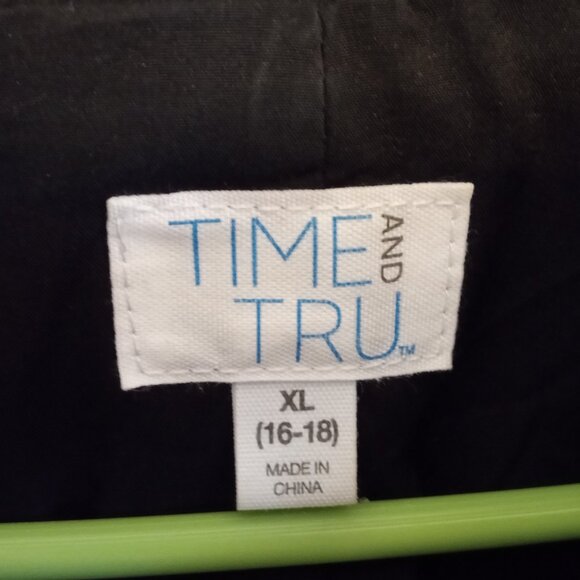 TIME AND
TRU™
XL
(16-18)
MADE IN
CHINA